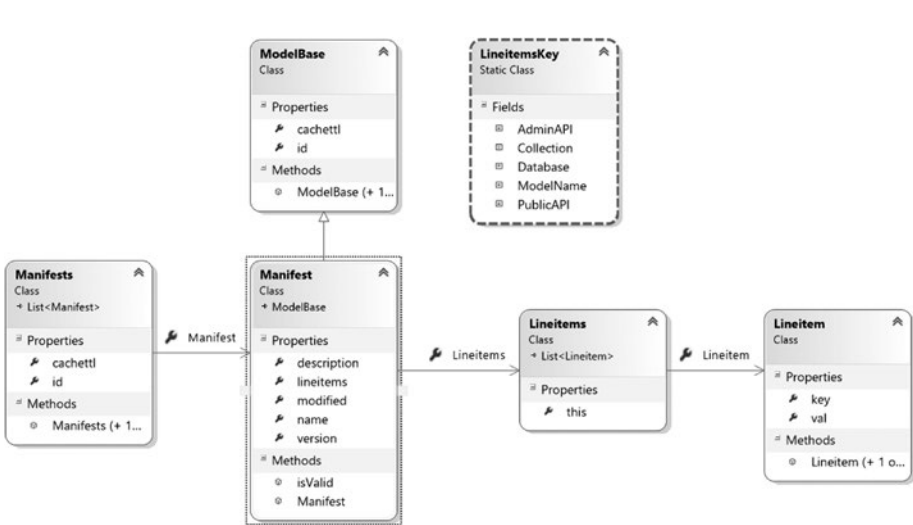 ModelBase
Class
Properties
cachettl
id
Methods
ModelBase (+ 1...
LineitemsKey
Static Class
Fields
AdminAPI
Collection
Database
ModelName
PublicAPI
Manifests
Class
List<Manifest>
Properties
cachettl
id
Methods
Manifests (+ 1...
Manifest
Manifest
Class
ModelBase
Properties
description
lineitems
modified
name
version
Methods
isValid
Manifest
Lineitems
Lineitems
Class
List<Lineitem>
Properties
this
Lineitem
Lineitem
Class
Properties
key
val
Methods
Lineitem (+ 1 o...